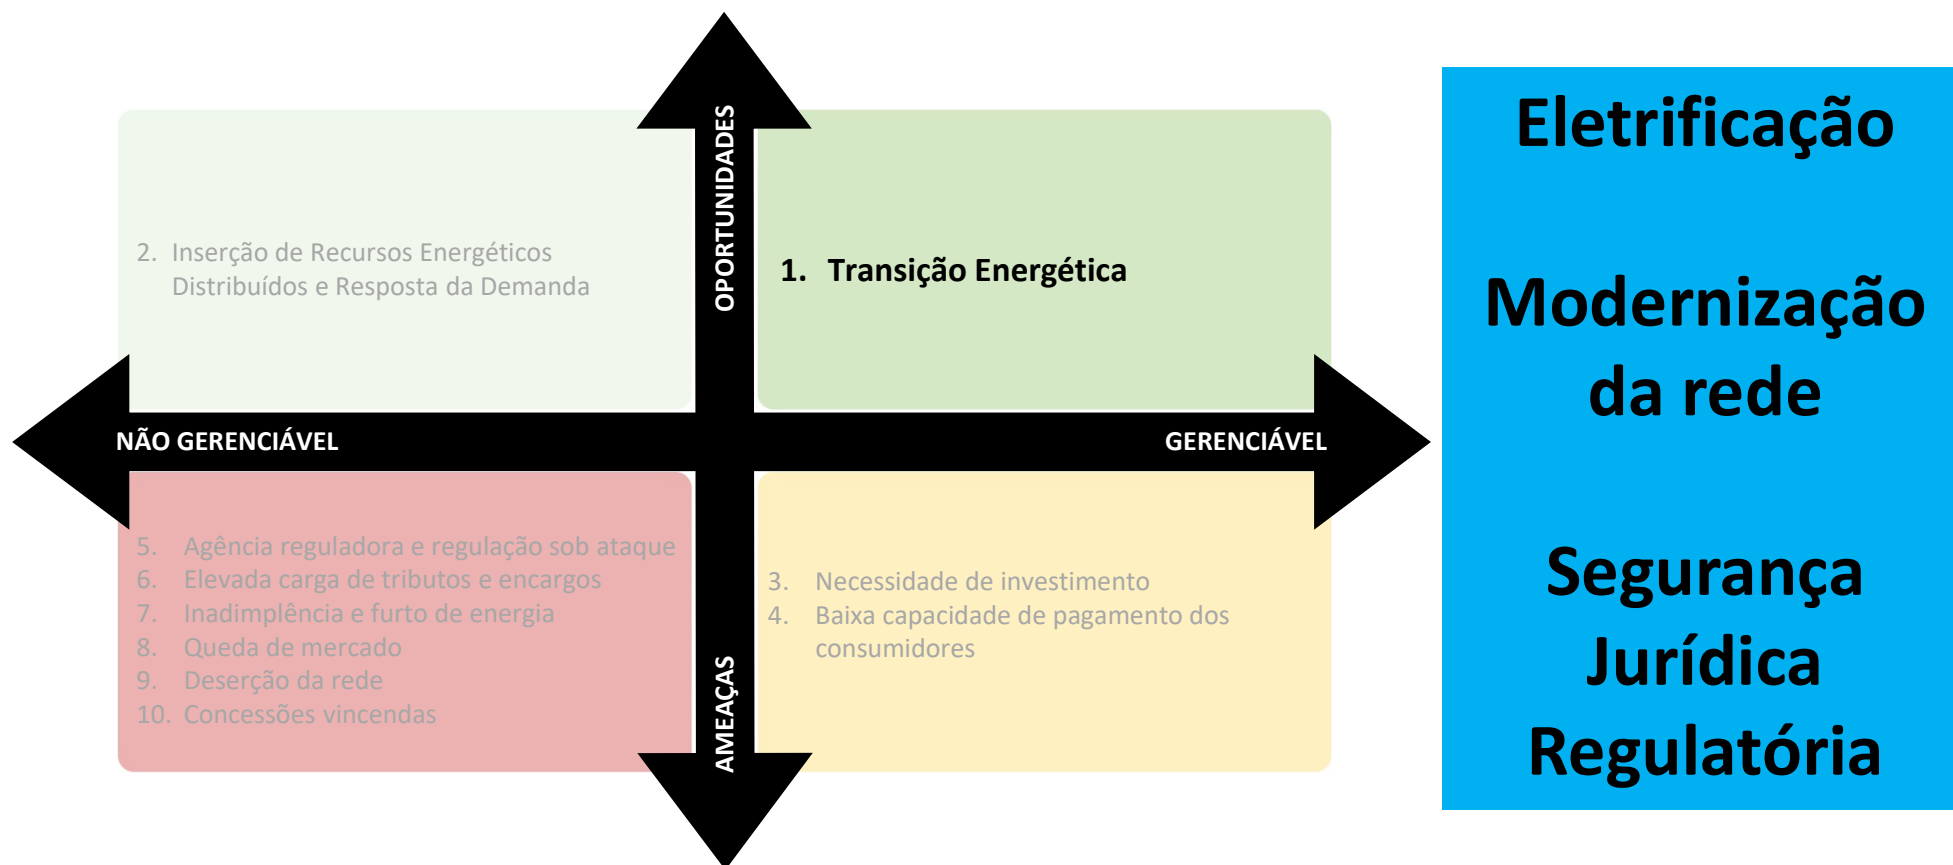 OPORTUNIDADES
2. Inserção de Recursos Energéticos
Distribuídos e Resposta da Demanda
1. Transição Energética
NÃO GERENCIÁVEL
GERENCIÁVEL
5. Agência reguladora e regulação sob ataque
6. Elevada carga de tributos e encargos
7. Inadimplência e furto de energia
8. Queda de mercado
9. Deserção da rede
10. Concessões vincendas
3. Necessidade de investimento
4. Baixa capacidade de pagamento dos
consumidores
AMEAÇAS
Eletrificação
Modernização
da rede
Segurança
Jurídica
Regulatória